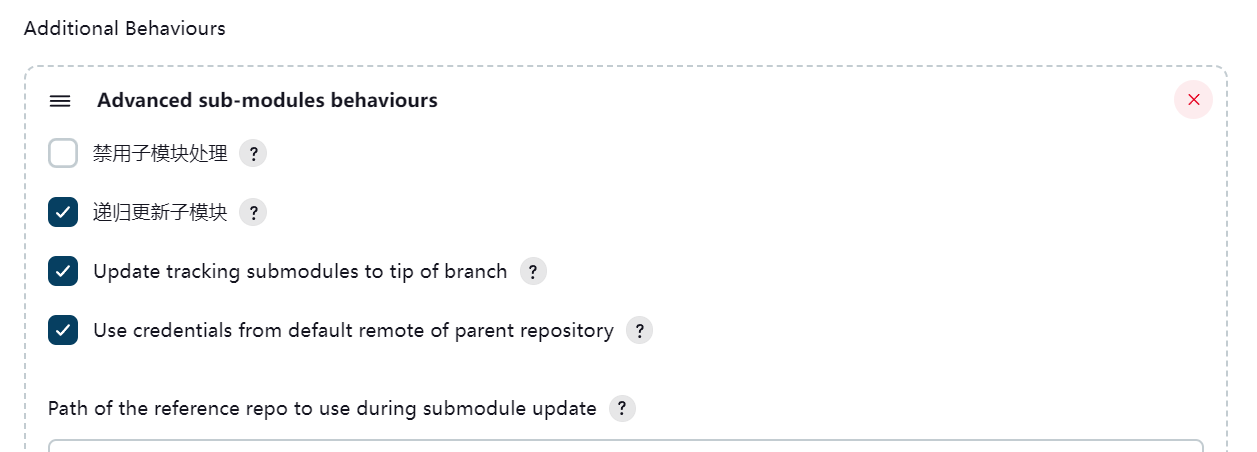 Additional Behaviours
Advanced sub-modules behaviours
禁用子模块处理 ?
递归更新子模块 ?
Update tracking submodules to tip of branch ?
Use credentials from default remote of parent repository ?
Path of the reference repo to use during submodule update ?